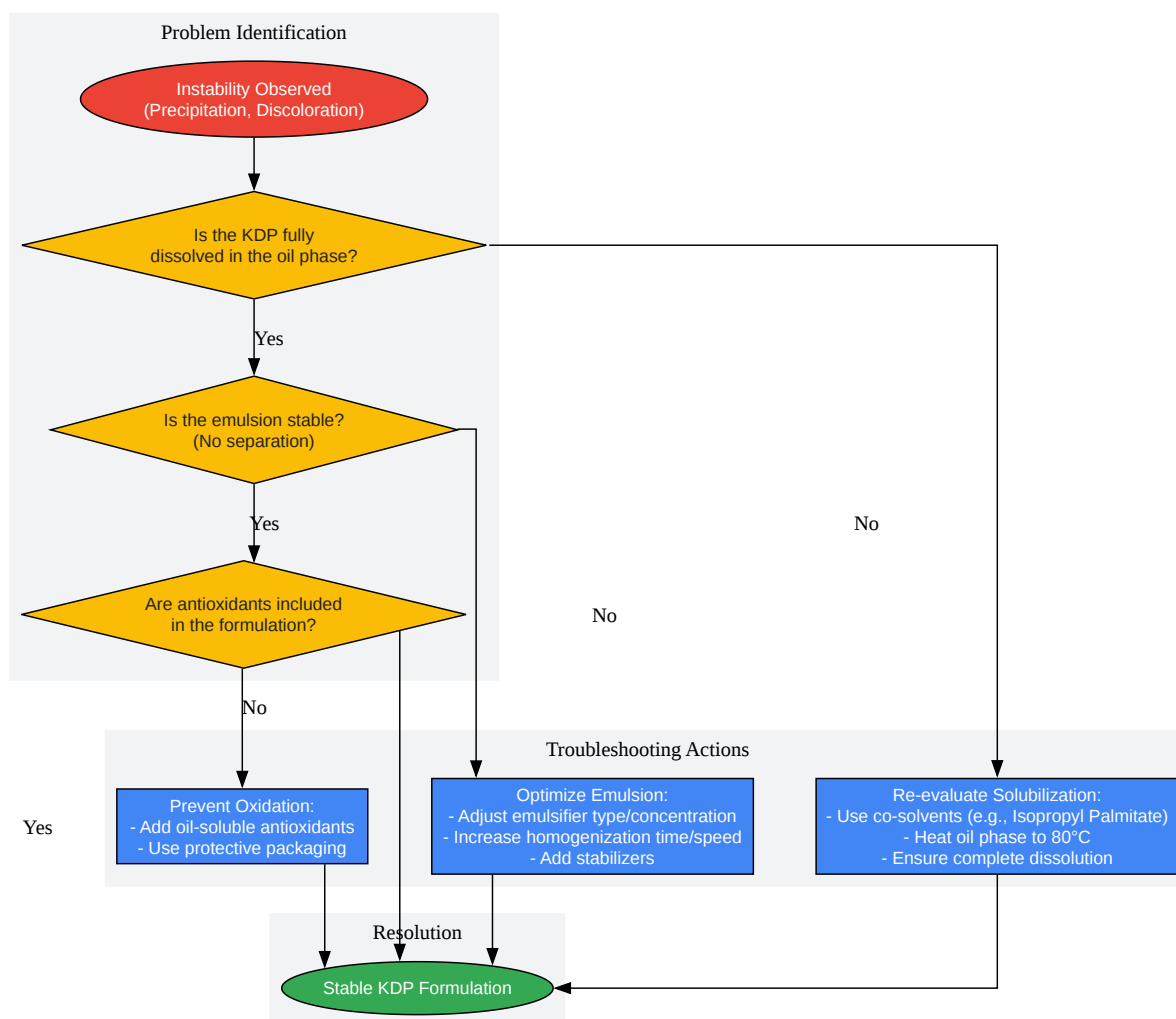 Problem Identification
Instability Observed
(Precipitation, Discoloration)
Is the KDP fully
dissolved in the oil phase?
Yes
Is the emulsion stable?
(No separation)
Yes
No
Are antioxidants included
in the formulation?
No
No
Troubleshooting Actions
Prevent Oxidation:
- Add oil-soluble antioxidants
- Use protective packaging
Optimize Emulsion:
- Adjust emulsifier type/concentration
- Increase homogenization time/speed
- Add stabilizers
Re-evaluate Solubilization:
- Use co-solvents (e.g., Isopropyl Palmitate)
- Heat oil phase to 80°C
- Ensure complete dissolution
Yes
Resolution
Stable KDP Formulation